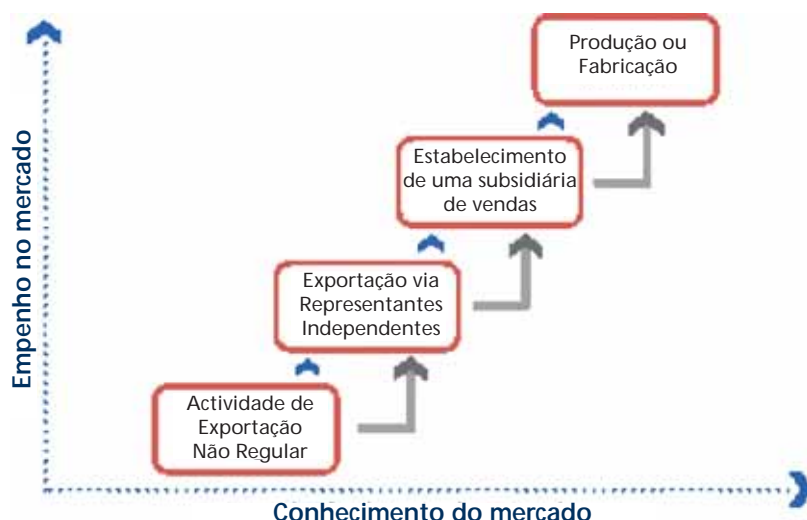 Produção ou
Fabricação
Estabelecimento
de uma subsidiária
de vendas
Exportação via
Representantes
Independentes
Actividade de
Exportação
Não Regular
Empenho no mercado
Conhecimento do mercado